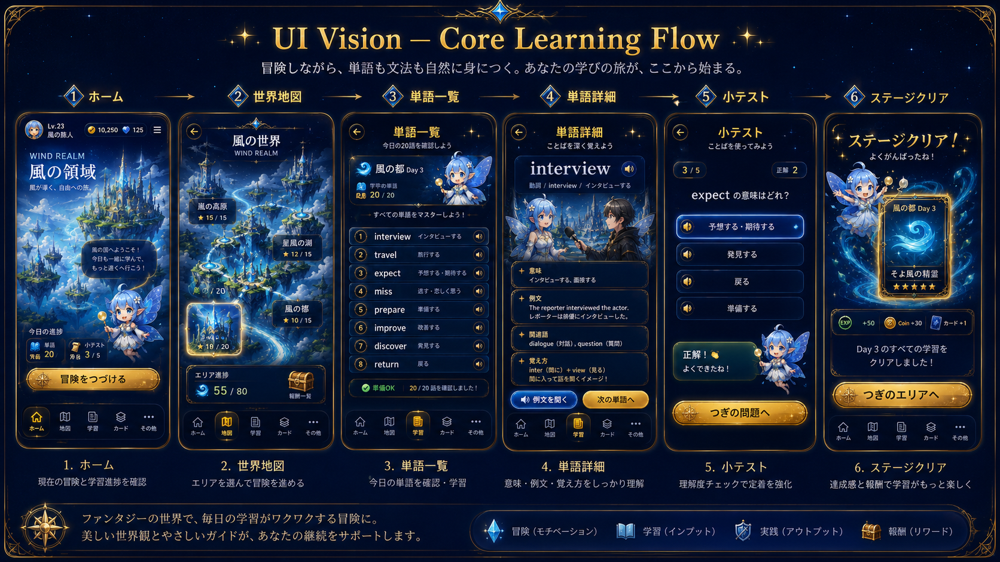 UI Vision — Core Learning Flow
冒険しながら、単語も文法も自然に身につく。あなたの学びの旅が、ここから始まる。
1 ホーム
2 世界地図
3 単語一覧
4 単語詳細
5 小テスト
6 ステージクリア
Lv.23
風の旅人
10,250
125
WIND REALM
風の領域
風が導く、自由への旅。
今日も一緒に学んで、
もっと遠くへ行こう！
今日の進捗
単語
20
3 / 5
冒険をつづける
ホーム
地図
学習
カード
その他
風の世界
WIND REALM
風の高原
★ 15 / 15
星風の湖
★ 12 / 15
/ 20
風の
★ 10 / 15
/ 20
エリア進捗
55 / 80
報酬一覧
ホーム
地図
学習
カード
その他
単語一覧
今日の20語を確認しよう
風の都 Day 3
の単語
20 / 20
すべての単語をマスターしよう！
1 interview インタビューする
2 travel 旅行する
3 expect 予想する・期待する
4 miss 逃す・恋しく思う
5 prepare 準備する
6 improve 改善する
7 discover 発見する
8 return 戻る
準備OK
20 / 20 語を確認しました！
ホーム
地図
学習
カード
その他
単語詳細
ことばを深く覚えよう
interview
動詞 / interview / インタビューする
意味
インタビューする、面接する
例文
The reporter interviewed the actor.
レポーターは俳優にインタビューした。
関連語
dialogue（対話）, question（質問）
覚え方
inter（間に）+ view（見る）
間に入って話を聞くイメージ！
例文を聞く
次の単語へ
ホーム
地図
学習
カード
その他
小テスト
ことばを使ってみよう
3 / 5
正解 2
expect の意味はどれ？
予想する・期待する
発見する
戻る
準備する
正解！
よくできたね！
つぎの問題へ
ステージクリア！
よくがんばったね！
風の都 Day 3
そよ風の精霊
★★★★★
EXP +50
Coin +30
カード +1
Day 3 のすべての学習を
クリアしました！
つぎのエリアへ
ホーム
地図
学習
カード
その他
1. ホーム
現在の冒険と学習進捗を確認
2. 世界地図
エリアを選んで冒険を進める
3. 単語一覧
今日の単語を確認・学習
4. 単語詳細
意味・例文・覚え方をしっかり理解
5. 小テスト
理解度チェックで定着を強化
6. ステージクリア
達成感と報酬で学習がもっと楽しく
ファンタジーの世界で、毎日の学習がワクワクする冒険に。
美しい世界観とやさしいガイドが、あなたの継続をサポートします。
冒険（モチベーション）
学習（インプット）
実践（アウトプット）
報酬（リワード）